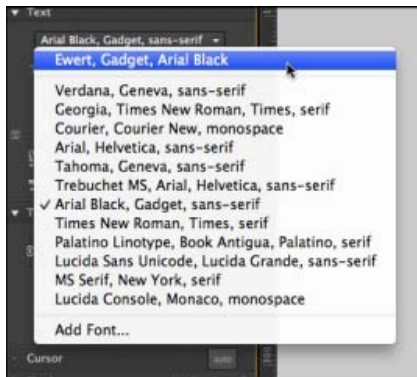 Text
Arial Black, Gadget, sans-serif
Ewert, Gadget, Arial Black
Verdana, Geneva, sans-serif
Georgia, Times New Roman, Times, serif
Courier, Courier New, monospace
Arial, Helvetica, sans-serif
Tahoma, Geneva, sans-serif
Trebuchet MS, Arial, Helvetica, sans-serif
Arial Black, Gadget, sans-serif
Times New Roman, Times, serif
Palatino Linotype, Book Antiqua, Palatino, serif
Lucida Sans Unicode, Lucida Grande, sans-serif
MS Serif, New York, serif
Lucida Console, Monaco, monospace
Add Font...
Cursor
auto